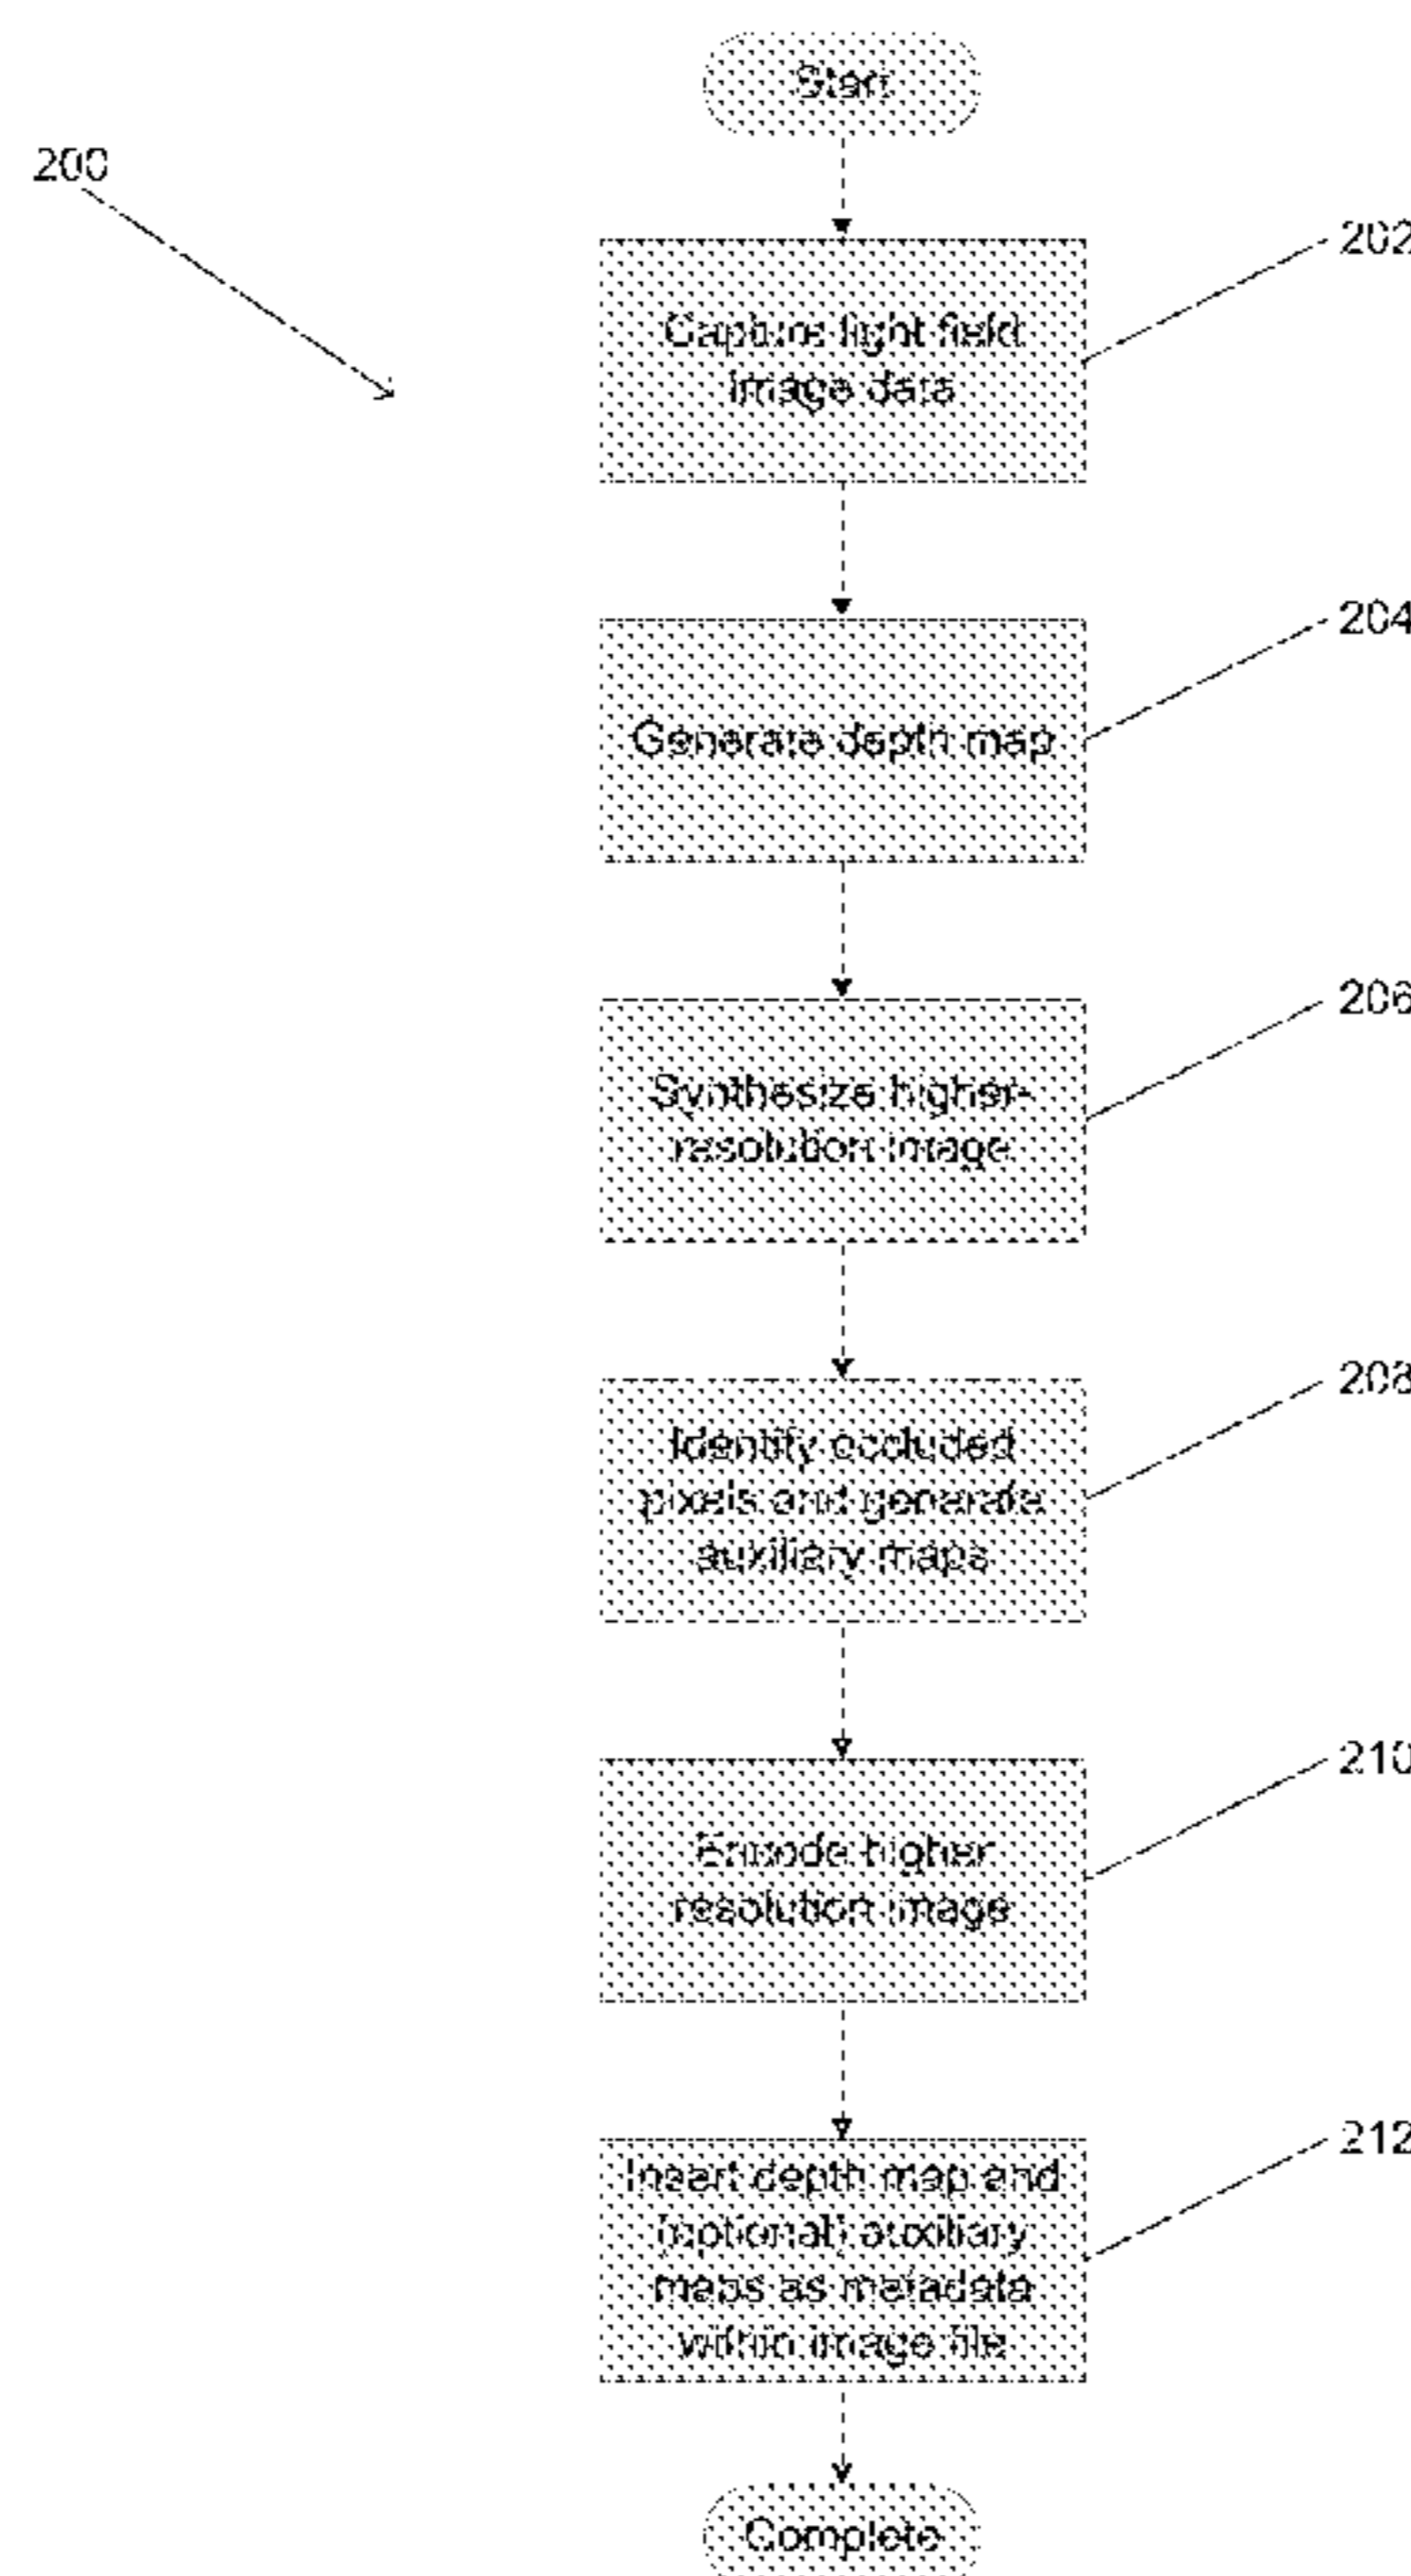 Start
200
202
Capture light field
image data
204
Generate depth map
206
Synthesize higher-
resolution image
208
Identify occluded
pixels and generate
auxiliary maps
210
Encode higher
resolution image
212
Insert depth map and
(optional) auxiliary
maps as metadata
within image file
Complete